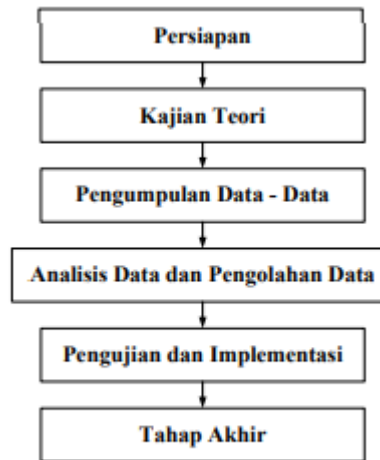 Persiapan
Kajian Teori
Pengumpulan Data - Data
Analisis Data dan Pengolahan Data
Pengujian dan Implementasi
Tahap Akhir